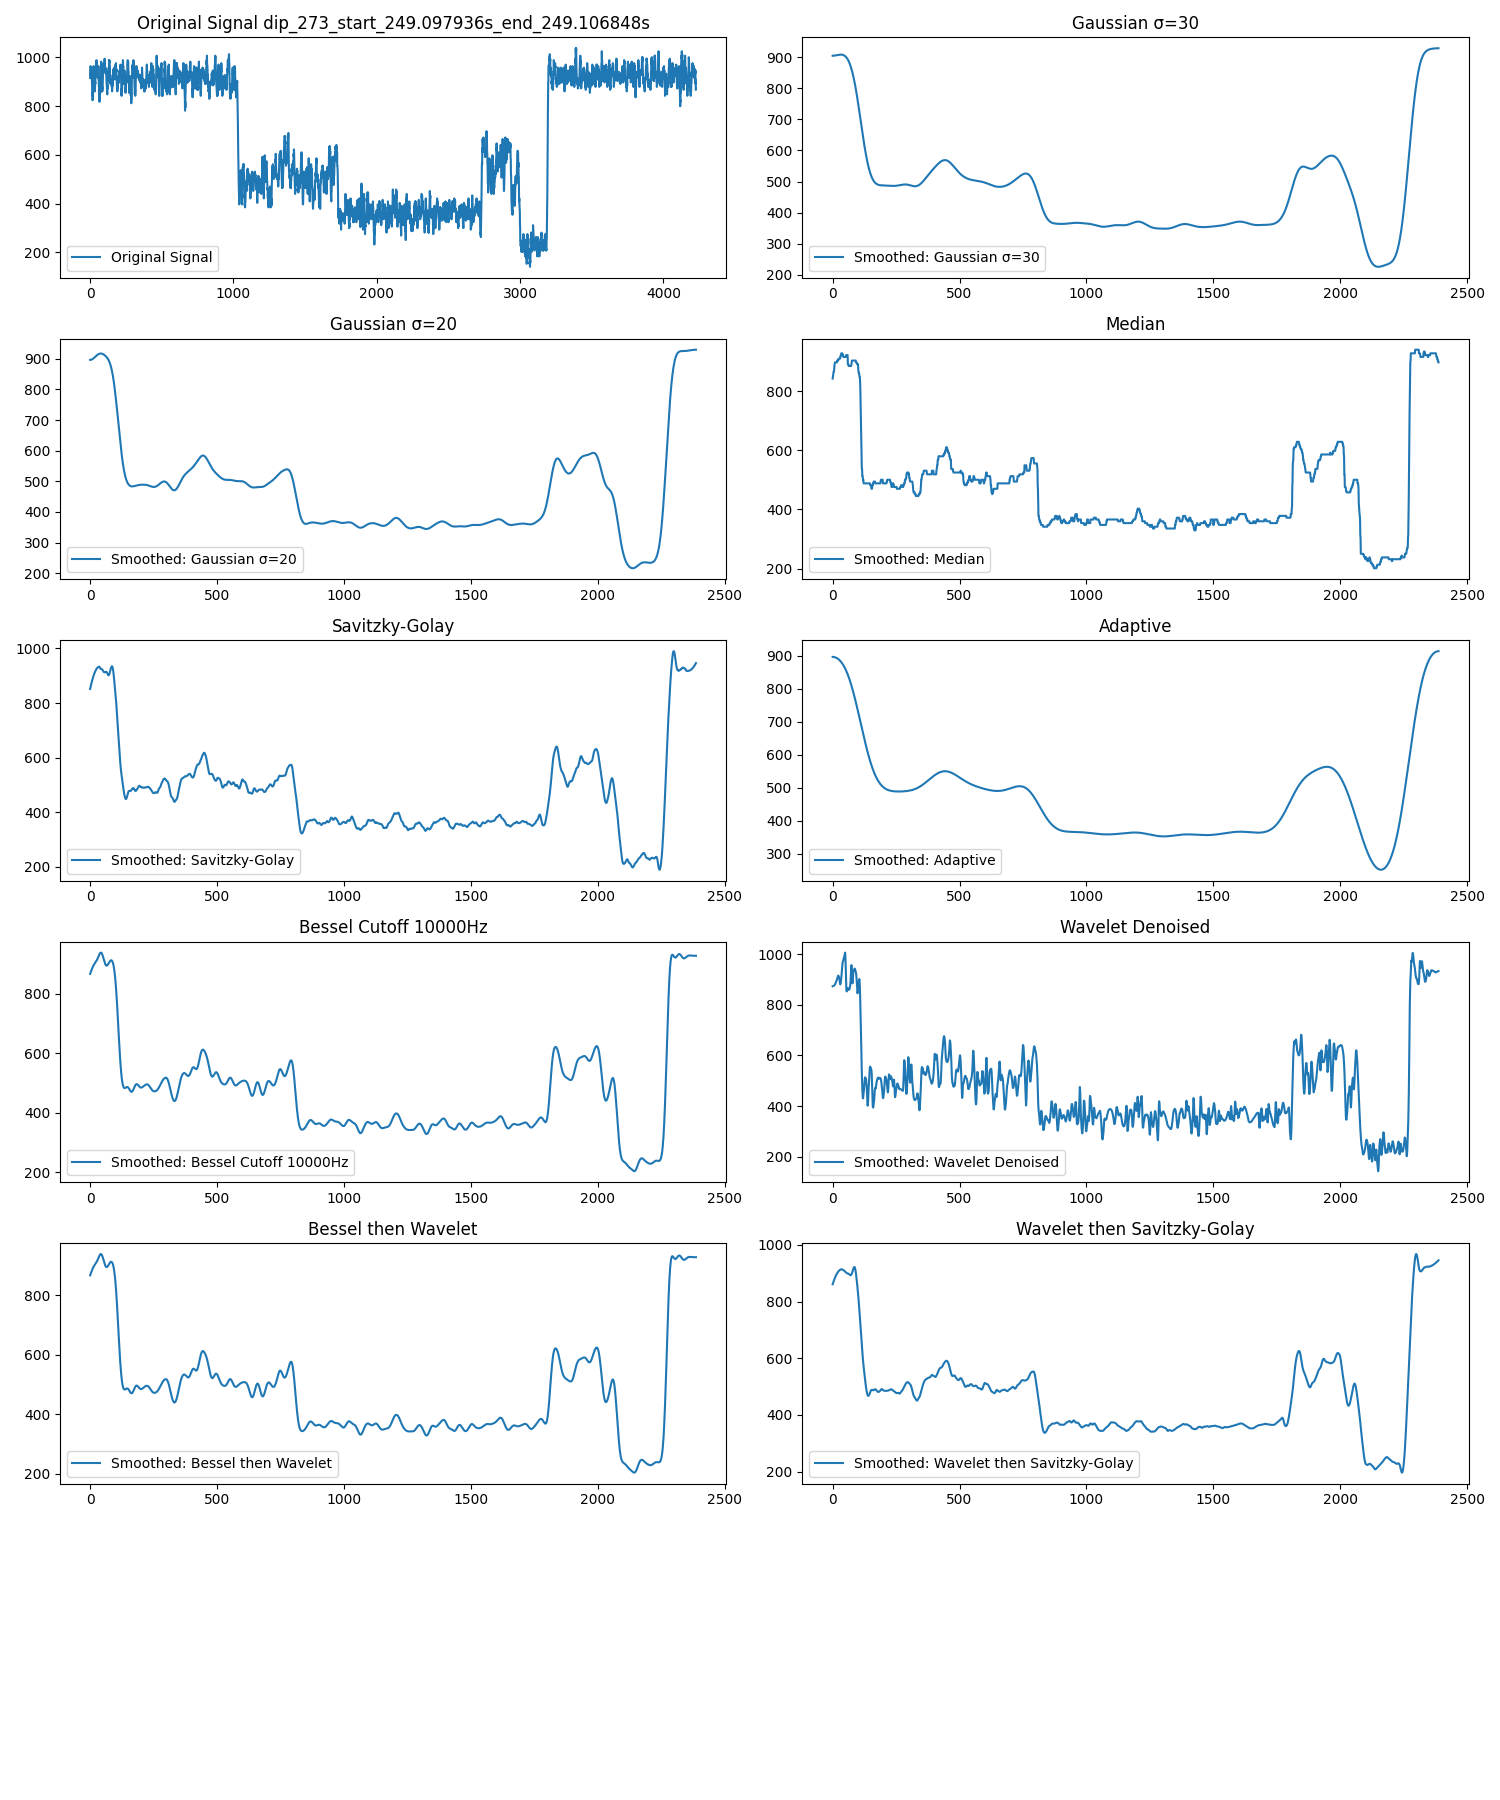 Original Signal dip_273_start_249.097936s_end_249.106848s
1000
800
600
400
200
Original Signal
0 1000 2000 3000 4000
Gaussian σ=30
900
800
700
600
500
400
300
200
Smoothed: Gaussian σ=30
0 500 1000 1500 2000 2500
Gaussian σ=20
900
800
700
600
500
400
300
200
Smoothed: Gaussian σ=20
0 500 1000 1500 2000 2500
Median
800
600
400
200
Smoothed: Median
0 500 1000 1500 2000 2500
Savitzky-Golay
1000
800
600
400
200
Smoothed: Savitzky-Golay
0 500 1000 1500 2000 2500
Adaptive
900
800
700
600
500
400
300
Smoothed: Adaptive
0 500 1000 1500 2000 2500
Bessel Cutoff 10000Hz
800
600
400
200
Smoothed: Bessel Cutoff 10000Hz
0 500 1000 1500 2000 2500
Wavelet Denoised
1000
800
600
400
200
Smoothed: Wavelet Denoised
0 500 1000 1500 2000 2500
Bessel then Wavelet
800
600
400
200
Smoothed: Bessel then Wavelet
0 500 1000 1500 2000 2500
Wavelet then Savitzky-Golay
1000
800
600
400
200
Smoothed: Wavelet then Savitzky-Golay
0 500 1000 1500 2000 2500